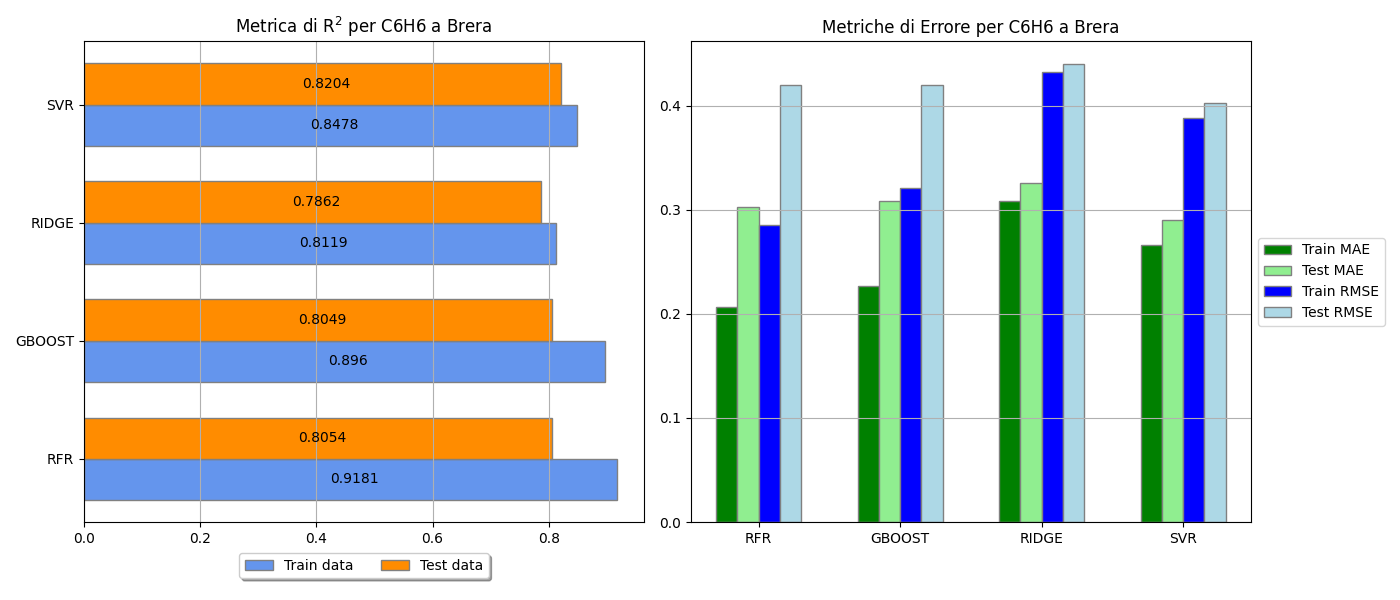 Metrica di R² per C6H6 a Brera
SVR
0.8204
0.8478
RIDGE
0.7862
0.8119
GBOOST
0.8049
0.896
RFR
0.8054
0.9181
0.0 0.2 0.4 0.6 0.8
Train data Test data
Metriche di Errore per C6H6 a Brera
0.4
0.3
0.2
0.1
0.0
RFR GBOOST RIDGE SVR
Train MAE
Test MAE
Train RMSE
Test RMSE